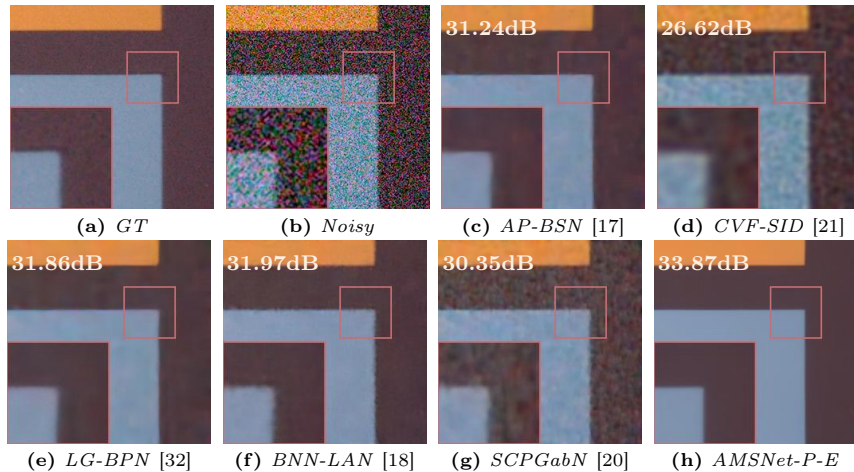 31.24dB
26.62dB
(a) GT
(b) Noisy
(c) AP-BSN [17]
(d) CVF-SID [21]
31.86dB
31.97dB
30.35dB
33.87dB
(e) LG-BPN [32]
(f) BNN-LAN [18]
(g) SCPGabN [20]
(h) AMSNet-P-E